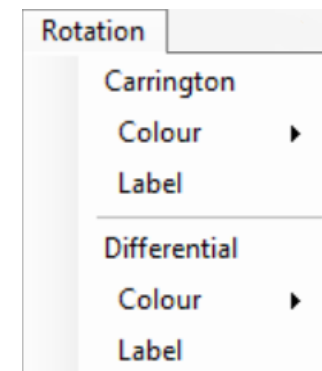 Rotation
Carrington
Colour
Label
Differential
Colour
Label